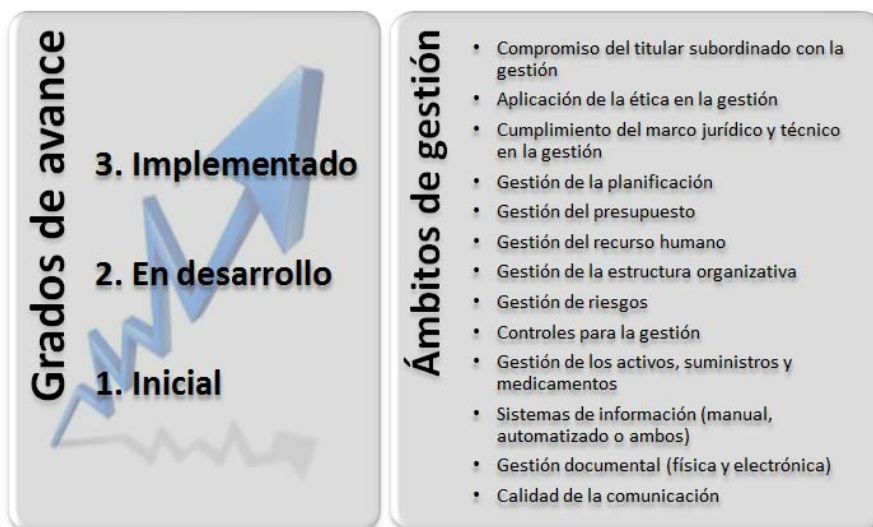 Grados de avance
3. Implementado
2. En desarrollo
1. Inicial
Ámbitos de gestión
• Compromiso del titular subordinado con la
gestión
• Aplicación de la ética en la gestión
• Cumplimiento del marco jurídico y técnico
en la gestión
• Gestión de la planificación
• Gestión del presupuesto
• Gestión del recurso humano
• Gestión de la estructura organizativa
• Gestión de riesgos
• Controles para la gestión
• Gestión de los activos, suministros y
medicamentos
• Sistemas de información (manual,
automatizado o ambos)
• Gestión documental (física y electrónica)
• Calidad de la comunicación